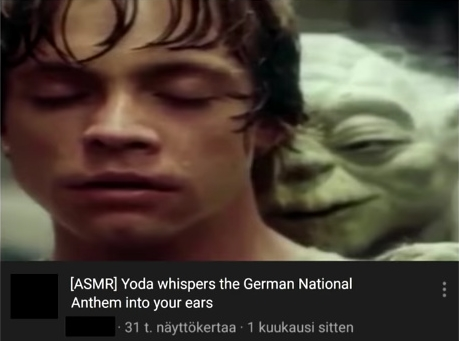 [ASMR] Yoda whispers the German National
Anthem into your ears
· 31 t. näyttökertaa · 1 kuukausi sitten